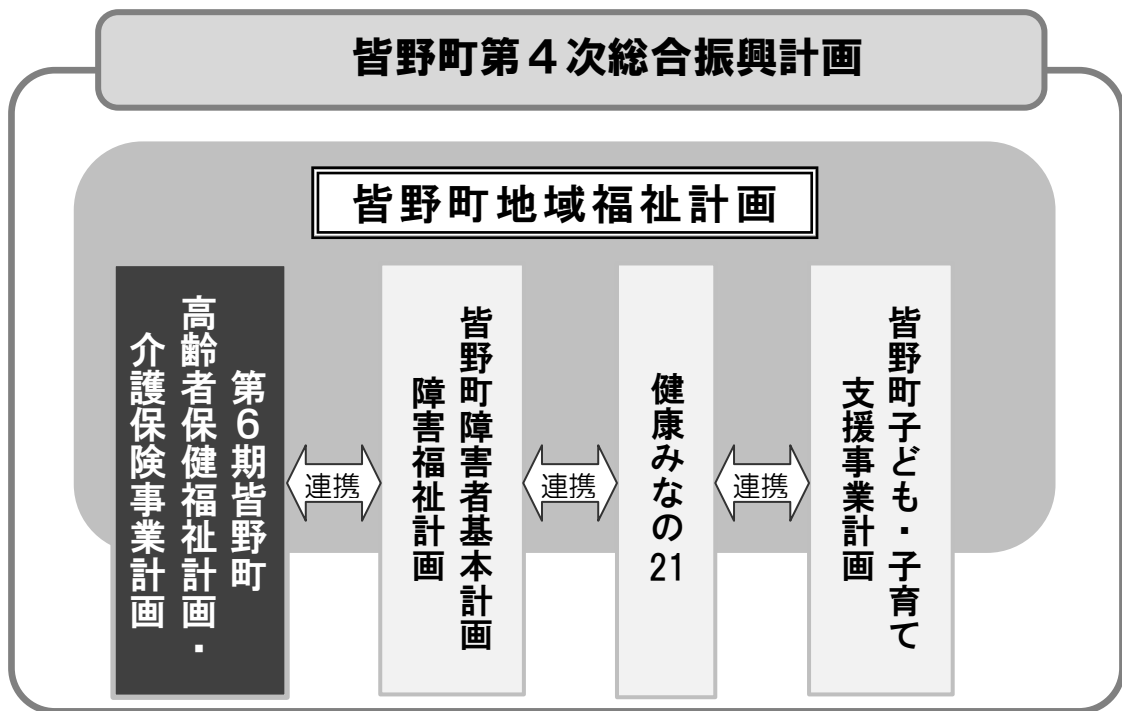 皆野町第４次総合振興計画
皆野町地域福祉計画
第６期皆野町
高齢者保健福祉計画・
介護保険事業計画
連携
皆野町障害者基本計画
障害福祉計画
連携
健康みなの21
連携
皆野町子ども・子育て
支援事業計画